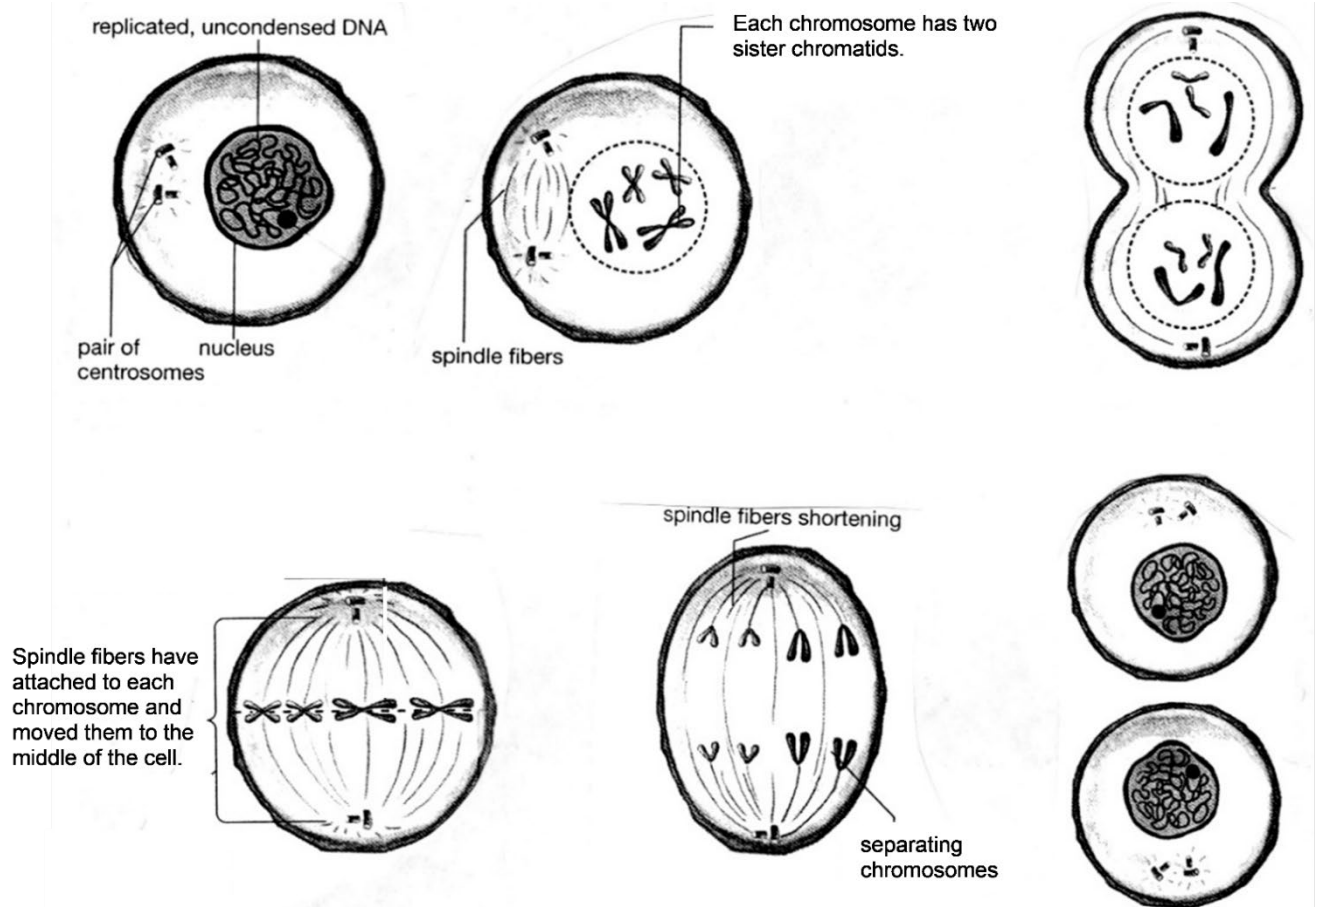 replicated, uncondensed DNA
pair of
centrosomes
nucleus
Each chromosome has two
sister chromatids.
spindle fibers
Spindle fibers have
attached to each
chromosome and
moved them to the
middle of the cell.
spindle fibers shortening
separating
chromosomes